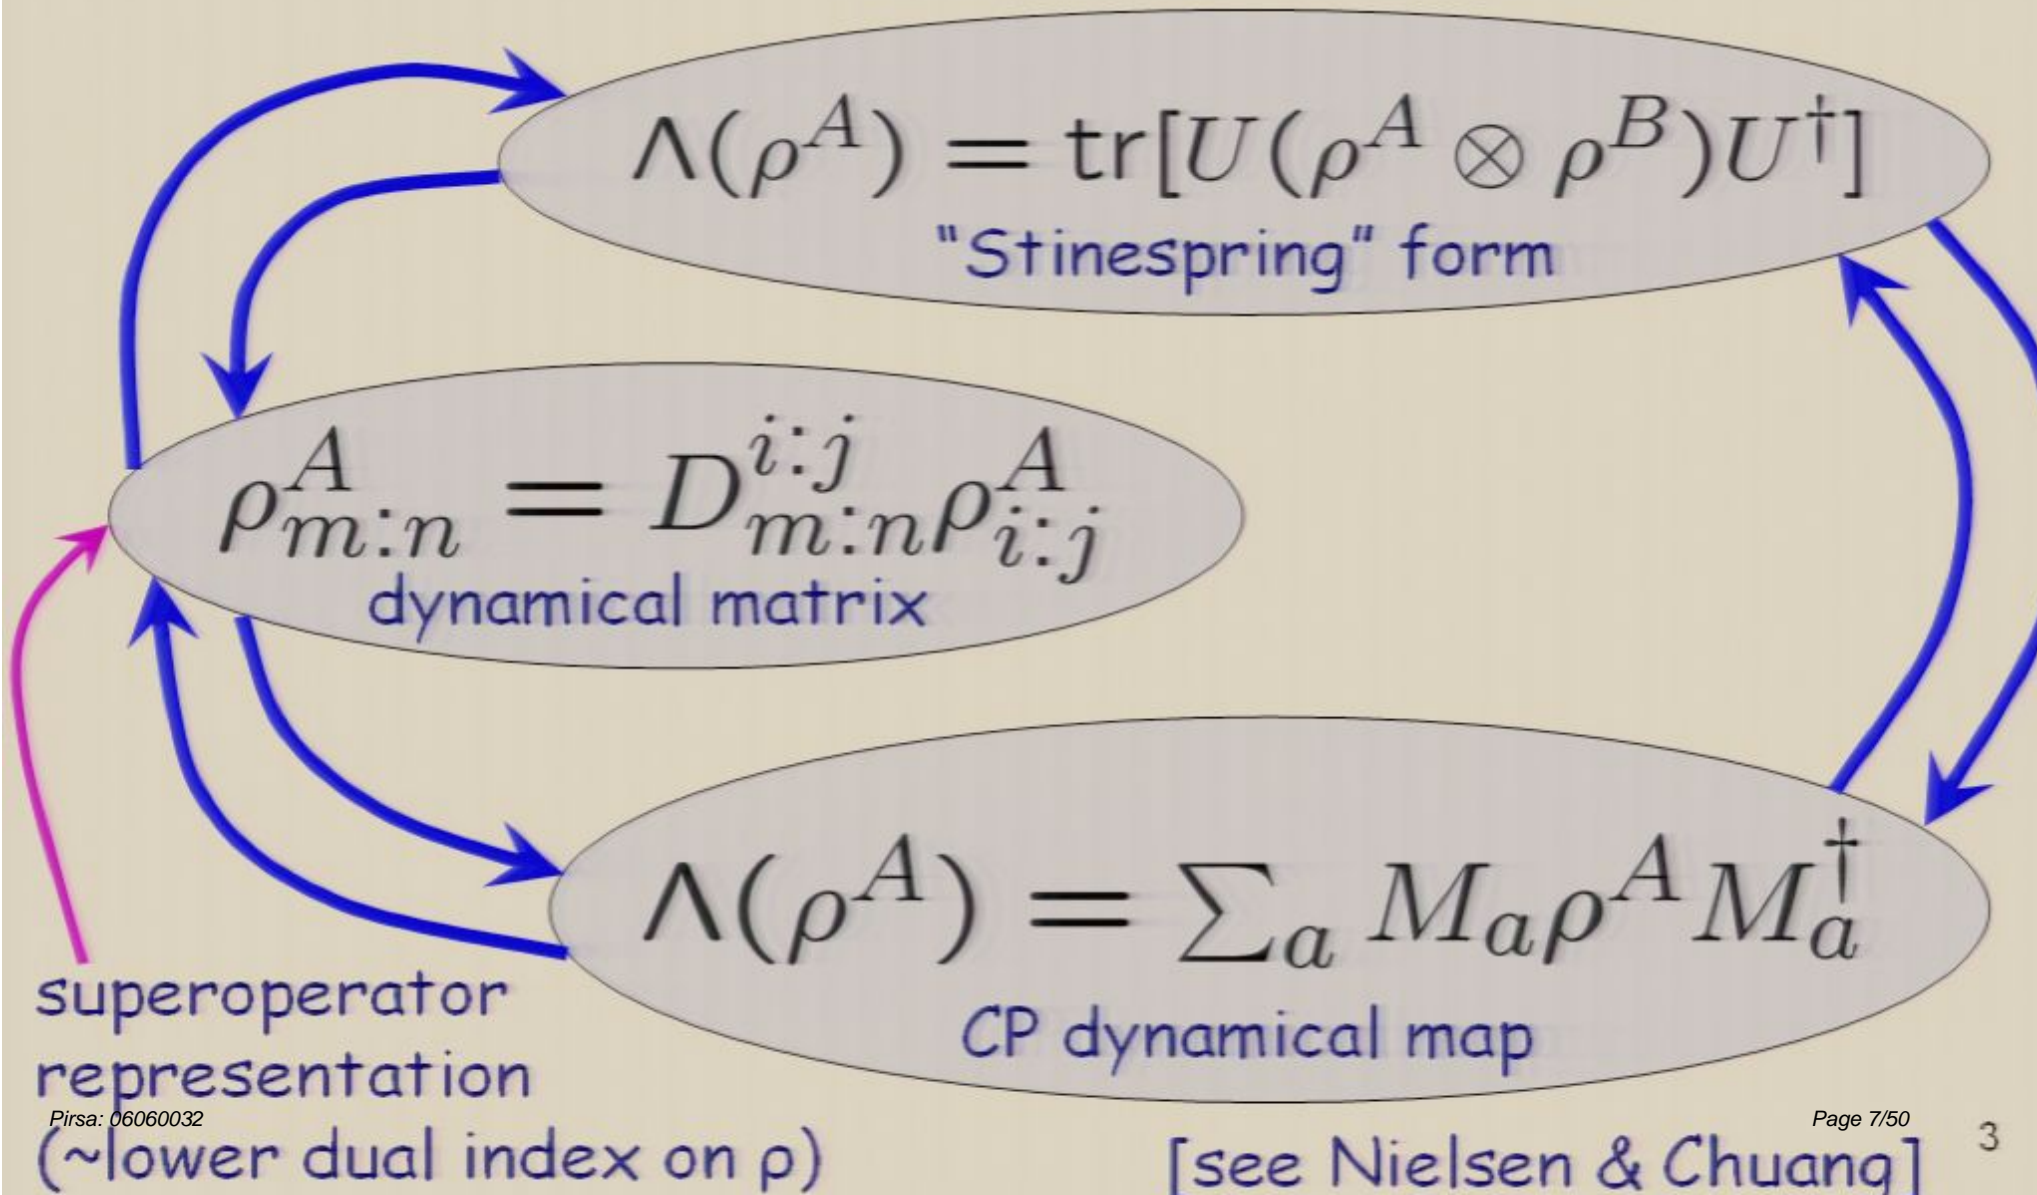 Λ(ρ^A) = tr[U(ρ^A ⊗ ρ^B)U^†]
"Stinespring" form
ρ^A_{m:n} = D^{i:j}_{m:n} ρ^A_{i:j}
dynamical matrix
Λ(ρ^A) = ∑_a M_a ρ^A M_a^†
CP dynamical map
superoperator
representation
(~lower dual index on ρ)
[see Nielsen & Chuang]
Pirsa: 06060032
Page 7/50
3